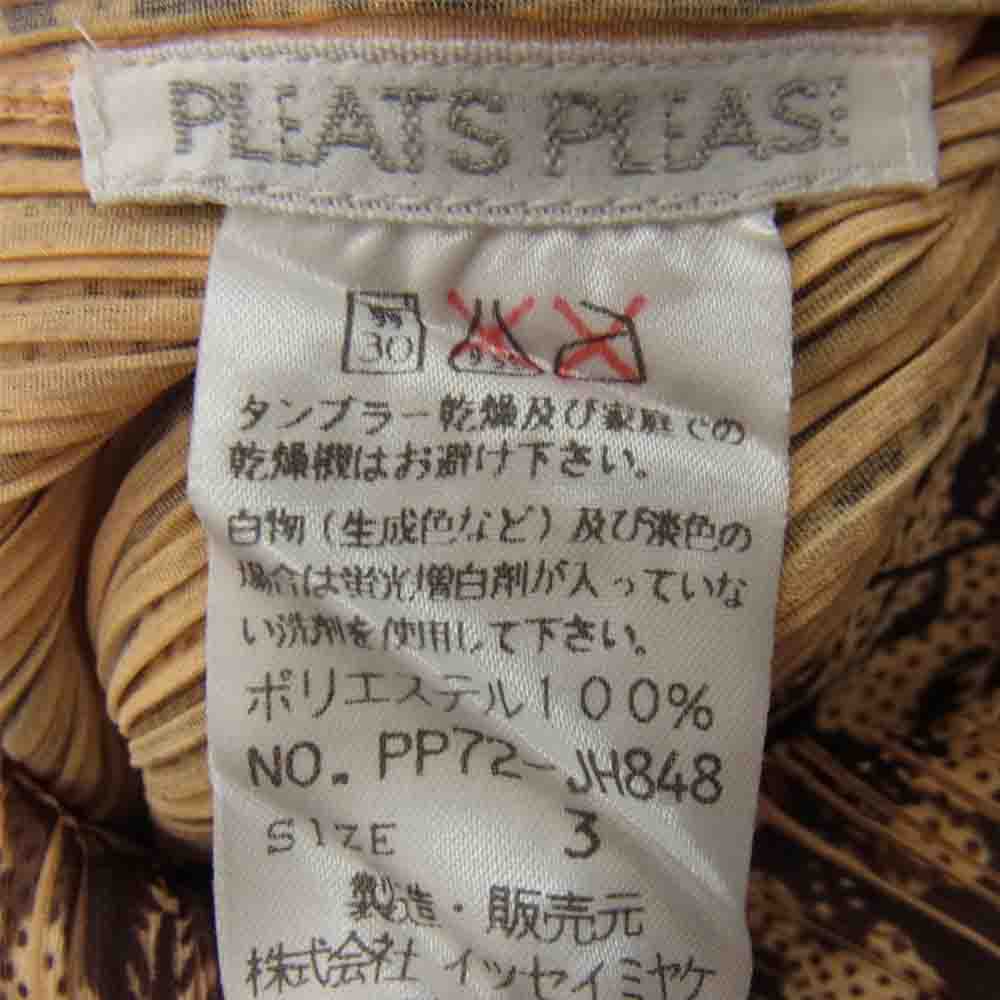 PLEATS PLEASE
30
タンブラー乾燥及び家庭での
乾燥機はお避け下さい。
白物(生成色など)及び淡色の
場合は蛍光増白剤が入っていな
い洗剤を使用して下さい。
ポリエステル100%
NO. PP72-JH848
SIZE 3
製造・販売元
株式会社 イッセイミヤケ